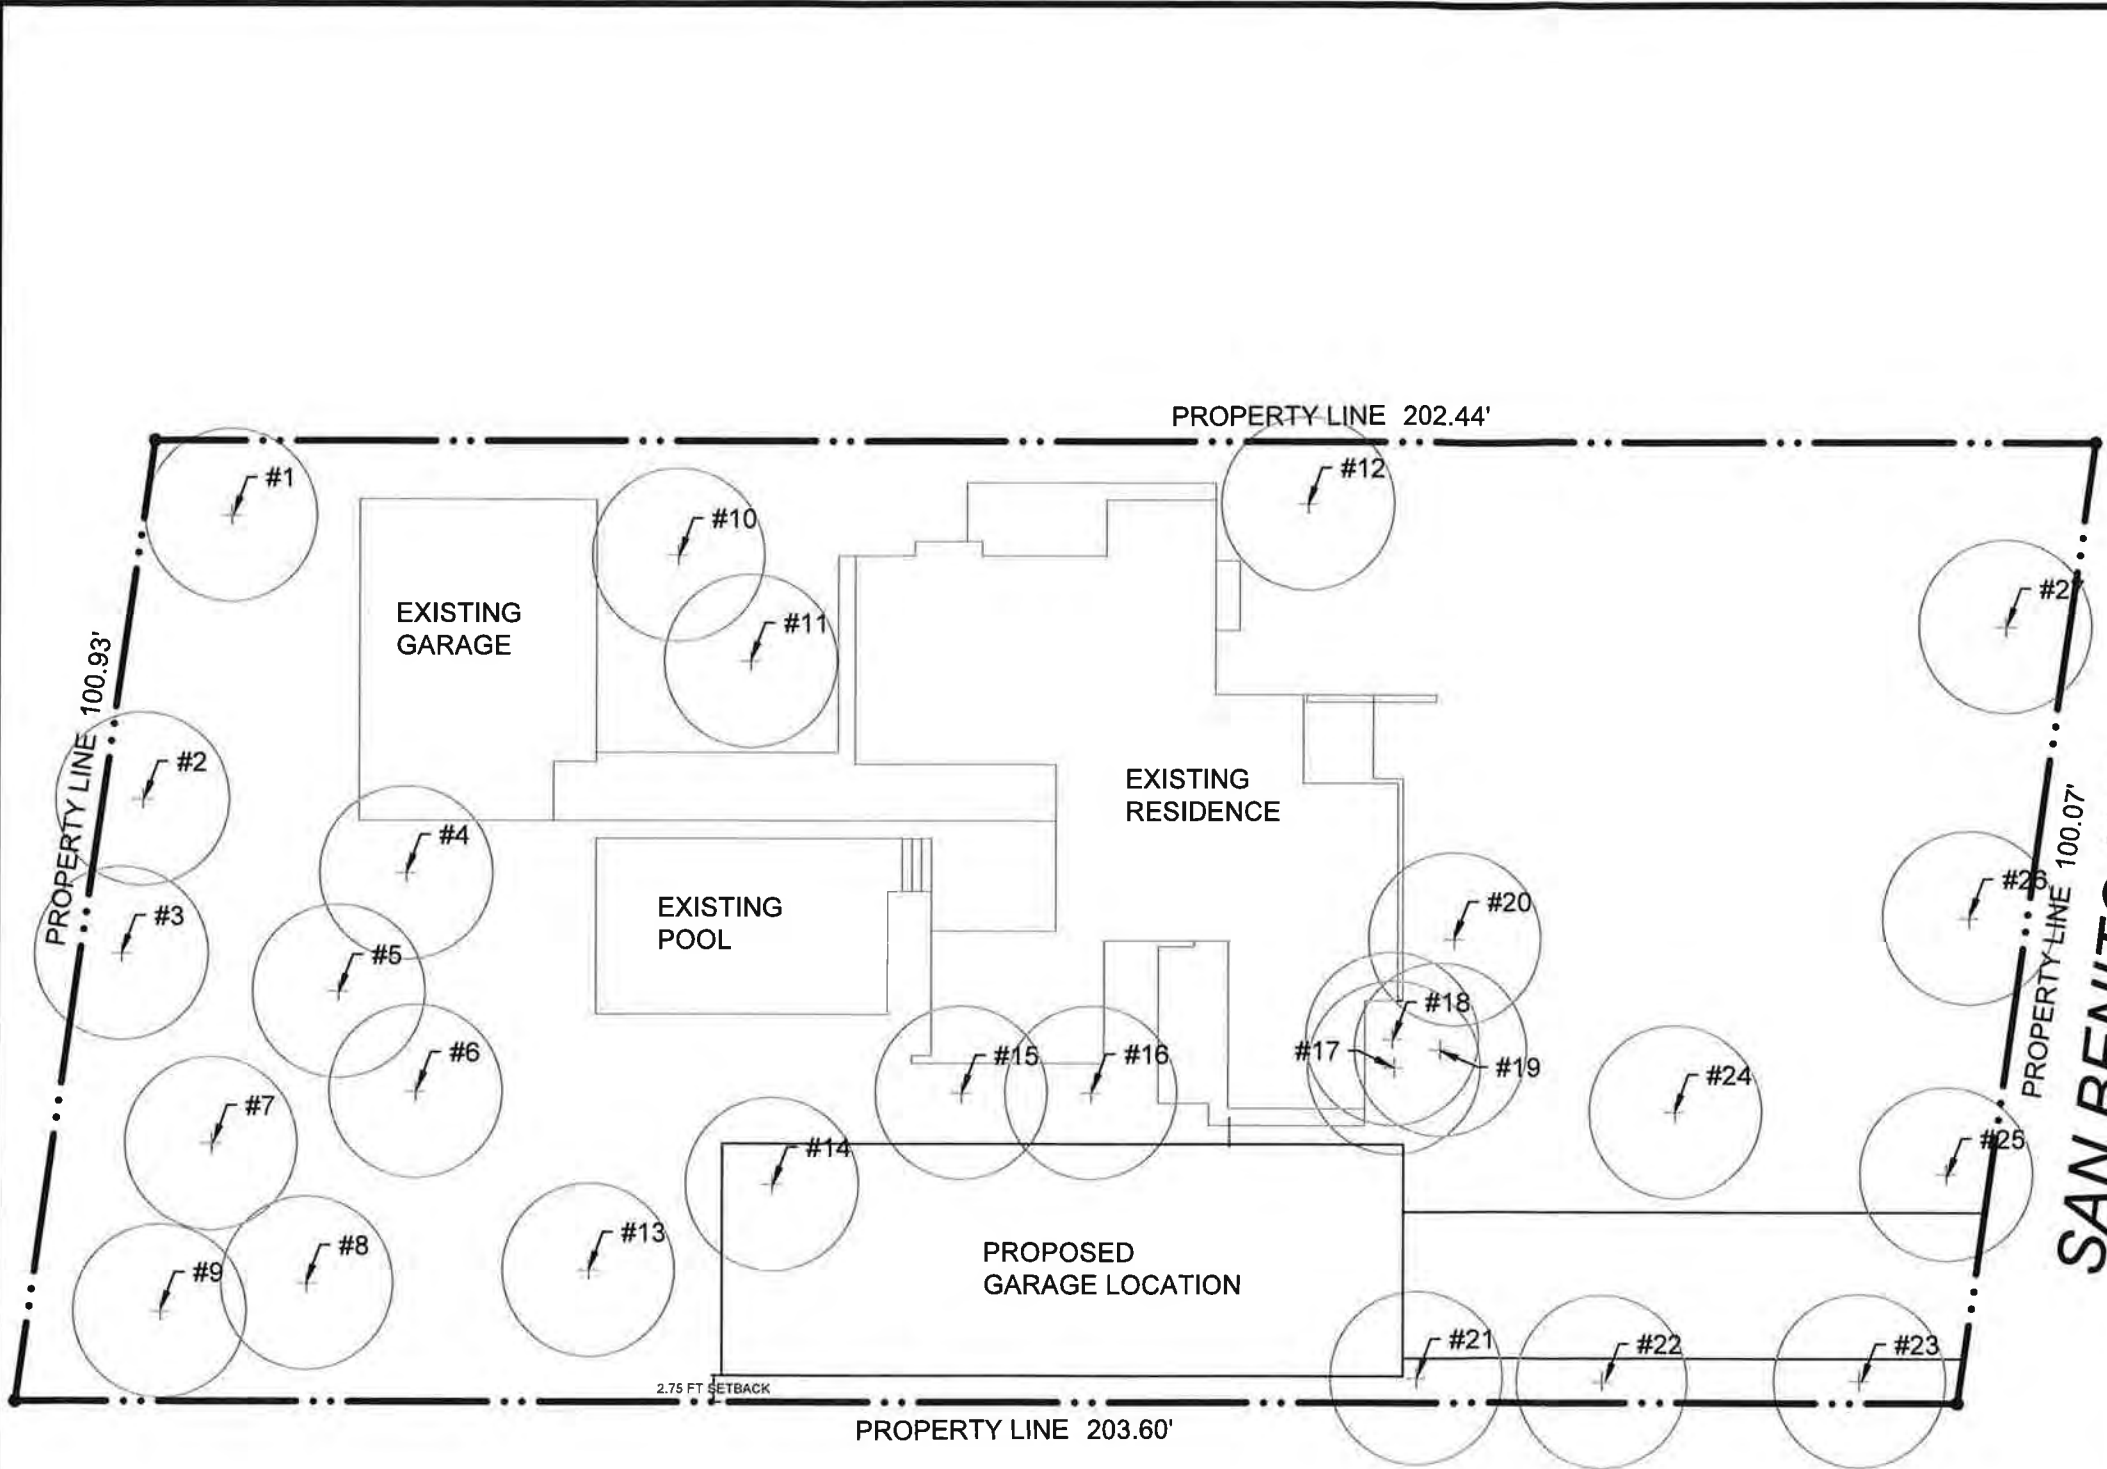 PROPERTY LINE 202.44'
#1
#12
#10
#27
EXISTING
GARAGE
#11
PROPERTY LINE 100.93'
#2
EXISTING
RESIDENCE
#4
PROPERTY LINE 100.07'
#26
#20
#3
EXISTING
POOL
#5
#18
#6
#15
#16
#17
#19
#24
#7
#25
#14
SAN BENITO
#13
#8
PROPOSED
GARAGE LOCATION
#9
#21
#22
#23
2.75 FT SETBACK
PROPERTY LINE 203.60'